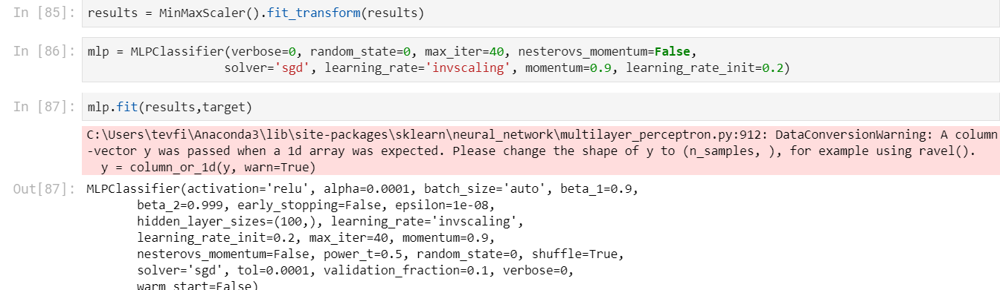 In [85]: results = MinMaxScaler().fit_transform(results)
In [86]: mlp = MLPClassifier(verbose=0, random_state=0, max_iter=40, nesterovs_momentum=False,
solver='sgd', learning_rate='invscaling', momentum=0.9, learning_rate_init=0.2)
In [87]: mlp.fit(results,target)
C:\Users\tevfi\Anaconda3\lib\site-packages\sklearn\neural_network\multilayer_perceptron.py:912: DataConversionWarning: A column
-vector y was passed when a 1d array was expected. Please change the shape of y to (n_samples, ), for example using ravel().
y = column_or_1d(y, warn=True)
Out[87]: MLPClassifier(activation='relu', alpha=0.0001, batch_size='auto', beta_1=0.9,
beta_2=0.999, early_stopping=False, epsilon=1e-08,
hidden_layer_sizes=(100,), learning_rate='invscaling',
learning_rate_init=0.2, max_iter=40, momentum=0.9,
nesterovs_momentum=False, power_t=0.5, random_state=0, shuffle=True,
solver='sgd', tol=0.0001, validation_fraction=0.1, verbose=0,
warm_start=False)